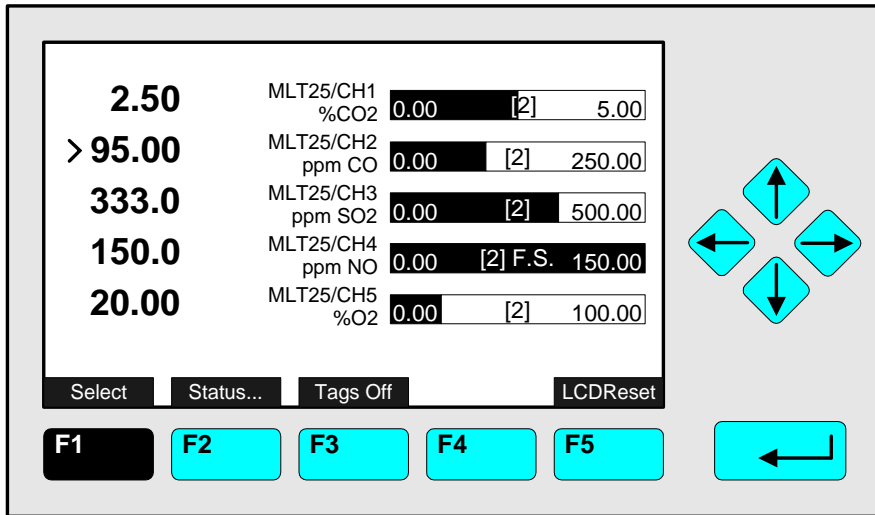 2.50 MLT25/CH1
%CO2 0.00 [2] 5.00
> 95.00 MLT25/CH2
ppm CO 0.00 [2] 250.00
333.0 MLT25/CH3
ppm SO2 0.00 [2] 500.00
150.0 MLT25/CH4
ppm NO 0.00 [2] F.S. 150.00
20.00 MLT25/CH5
%O2 0.00 [2] 100.00
Select Status... Tags Off LCDReset
F1 F2 F3 F4 F5